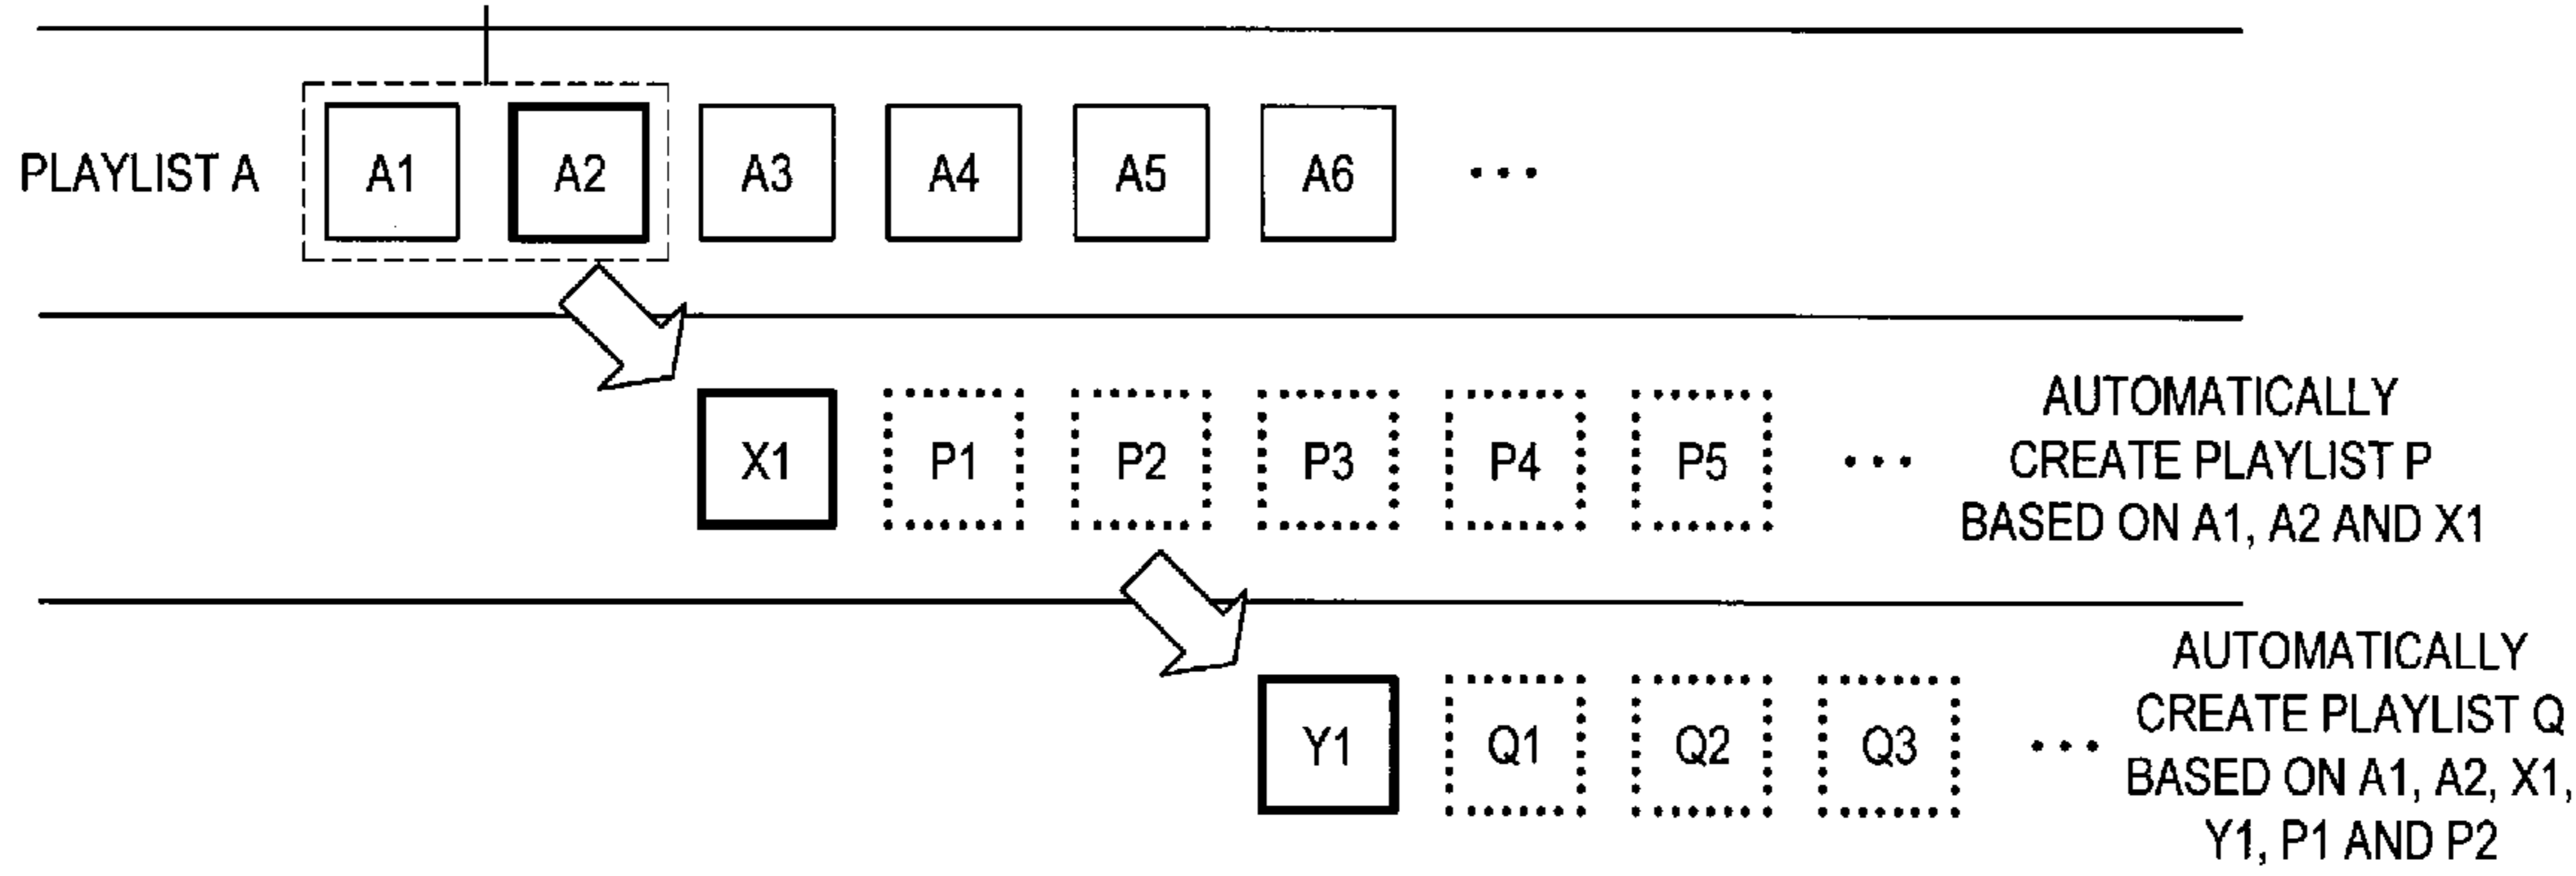 PLAYLIST A A1 A2 A3 A4 A5 A6 ...
X1 P1 P2 P3 P4 P5 ...
AUTOMATICALLY
CREATE PLAYLIST P
BASED ON A1, A2 AND X1
Y1 Q1 Q2 Q3 ...
AUTOMATICALLY
CREATE PLAYLIST Q
BASED ON A1, A2, X1,
Y1, P1 AND P2